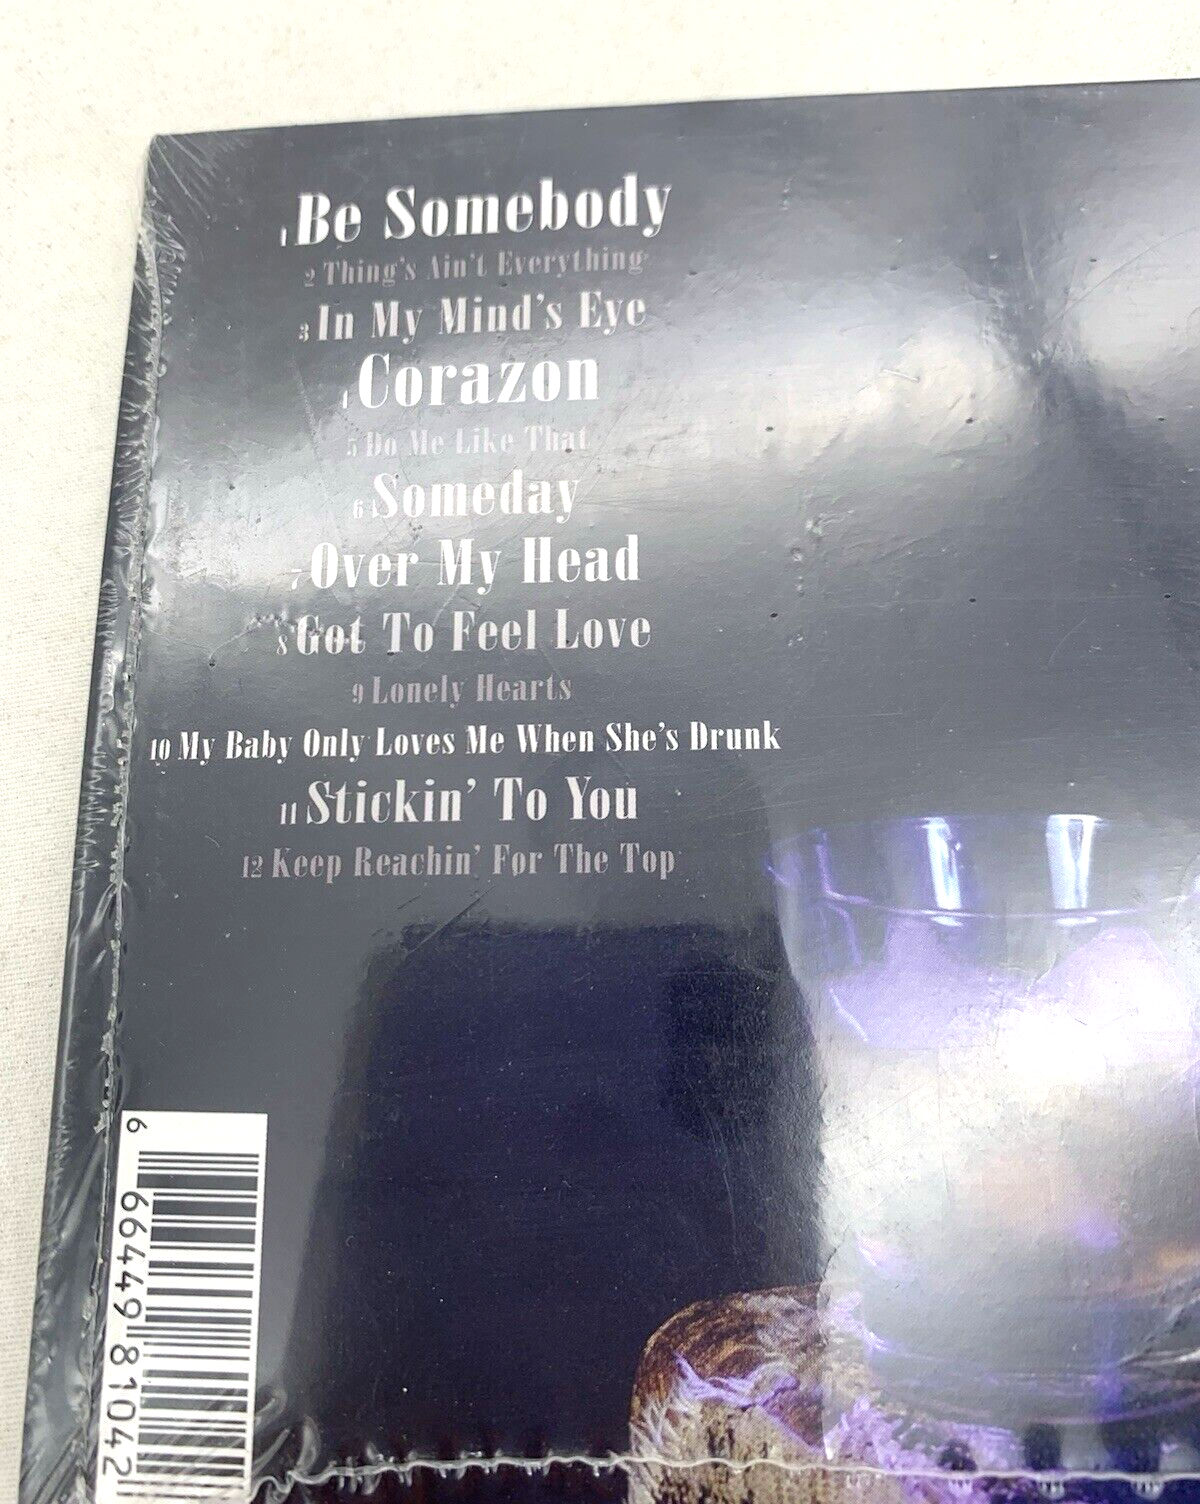 1 Be Somebody
2 Thing's Ain't Everything
3 In My Mind's Eye
4 Corazon
5 Do Me Like That
6 Someday
7 Over My Head
8 Got To Feel Love
9 Lonely Hearts
10 My Baby Only Loves Me When She's Drunk
11 Stickin' To You
12 Keep Reachin' For The Top
6 66449 81042